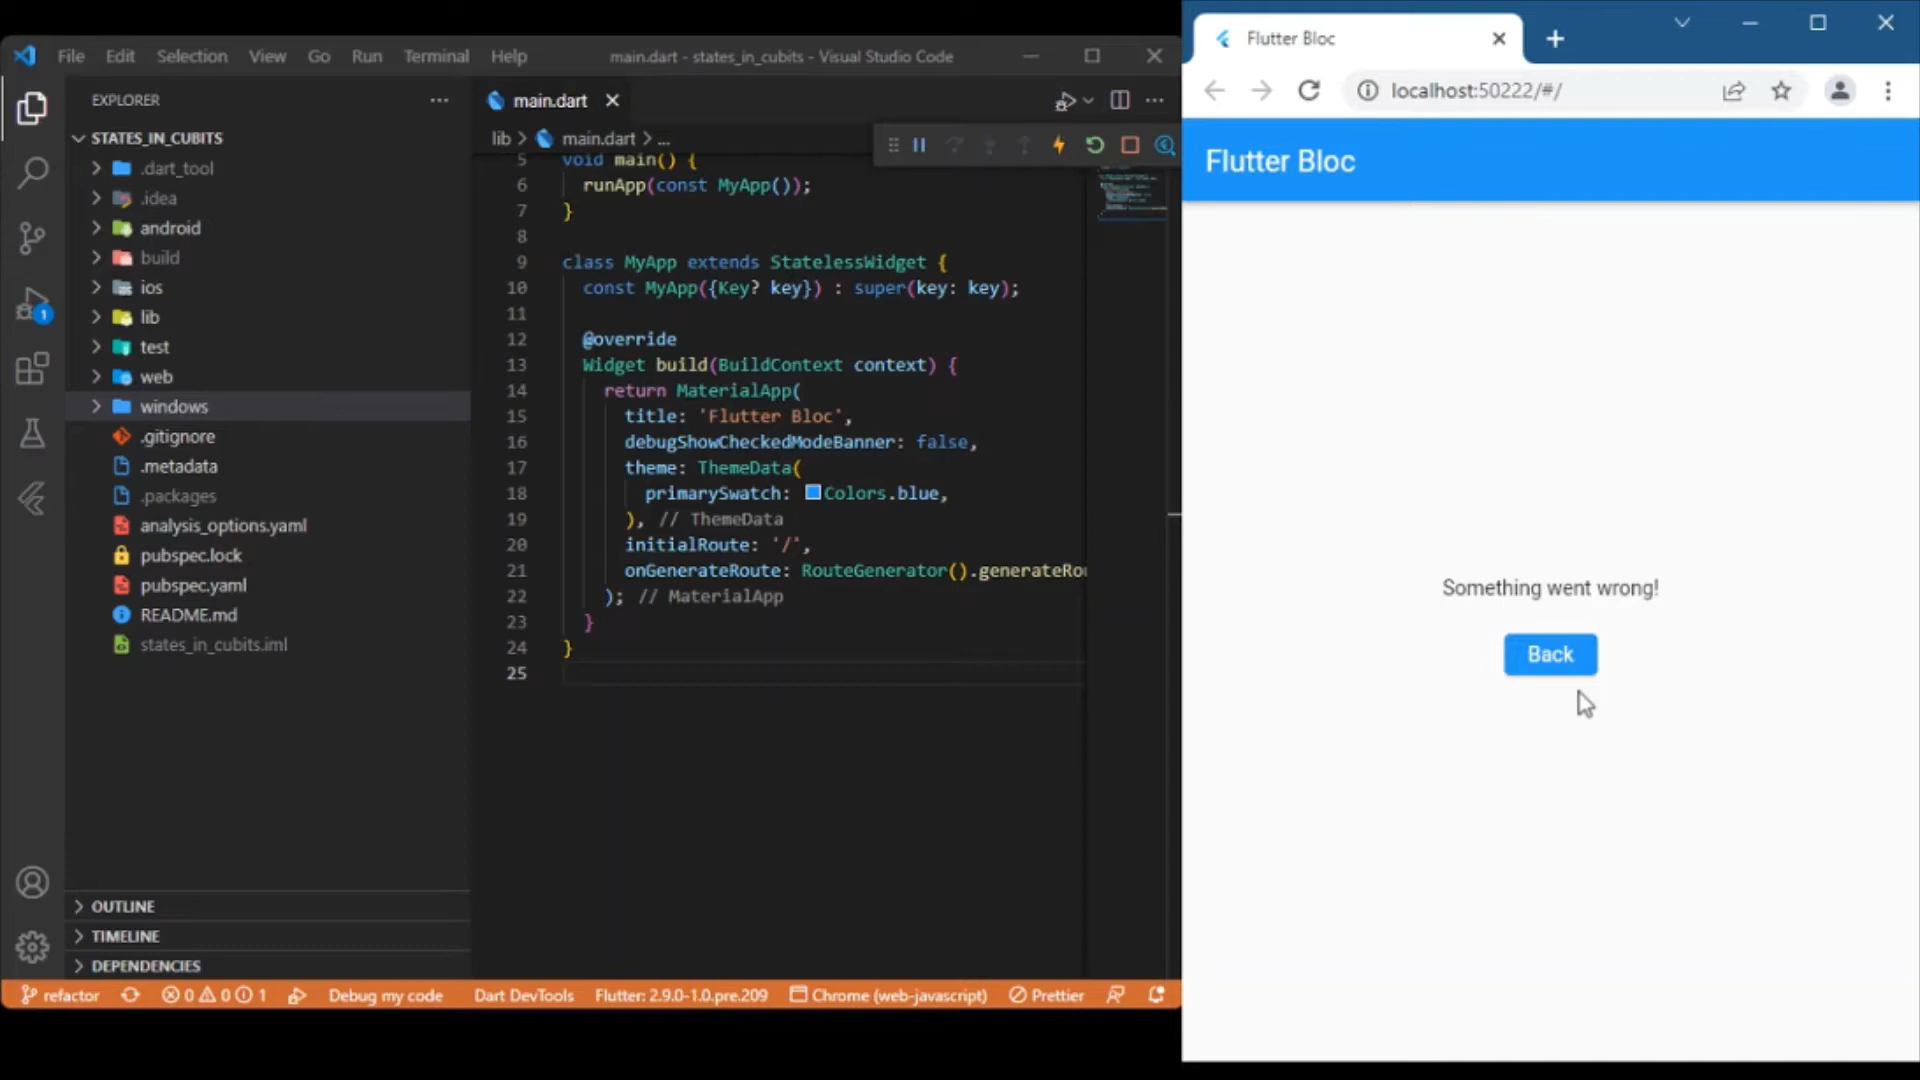 File Edit Selection View Go Run Terminal Help
main.dart - states_in_cubits - Visual Studio Code
EXPLORER
STATES_IN_CUBITS
.dart_tool
.idea
android
build
ios
lib
test
web
windows
.gitignore
.metadata
.packages
analysis_options.yaml
pubspec.lock
pubspec.yaml
README.md
states_in_cubits.iml
OUTLINE
TIMELINE
DEPENDENCIES
1
main.dart
lib > main.dart > ...
5 void main() {
6 runApp(const MyApp());
7 }
8
9 class MyApp extends StatelessWidget {
10 const MyApp({Key? key}) : super(key: key);
11
12 @override
13 Widget build(BuildContext context) {
14 return MaterialApp(
15 title: 'Flutter Bloc',
16 debugShowCheckedModeBanner: false,
17 theme: ThemeData(
18 primarySwatch: Colors.blue,
19 ), // ThemeData
20 initialRoute: '/',
21 onGenerateRoute: RouteGenerator().generateRou
22 ); // MaterialApp
23 }
24 }
25
refactor 0 0 1 Debug my code Dart DevTools Flutter: 2.9.0-1.0.pre.209 Chrome (web-javascript) Prettier
Flutter Bloc
localhost:50222/#/
Flutter Bloc
Something went wrong!
Back